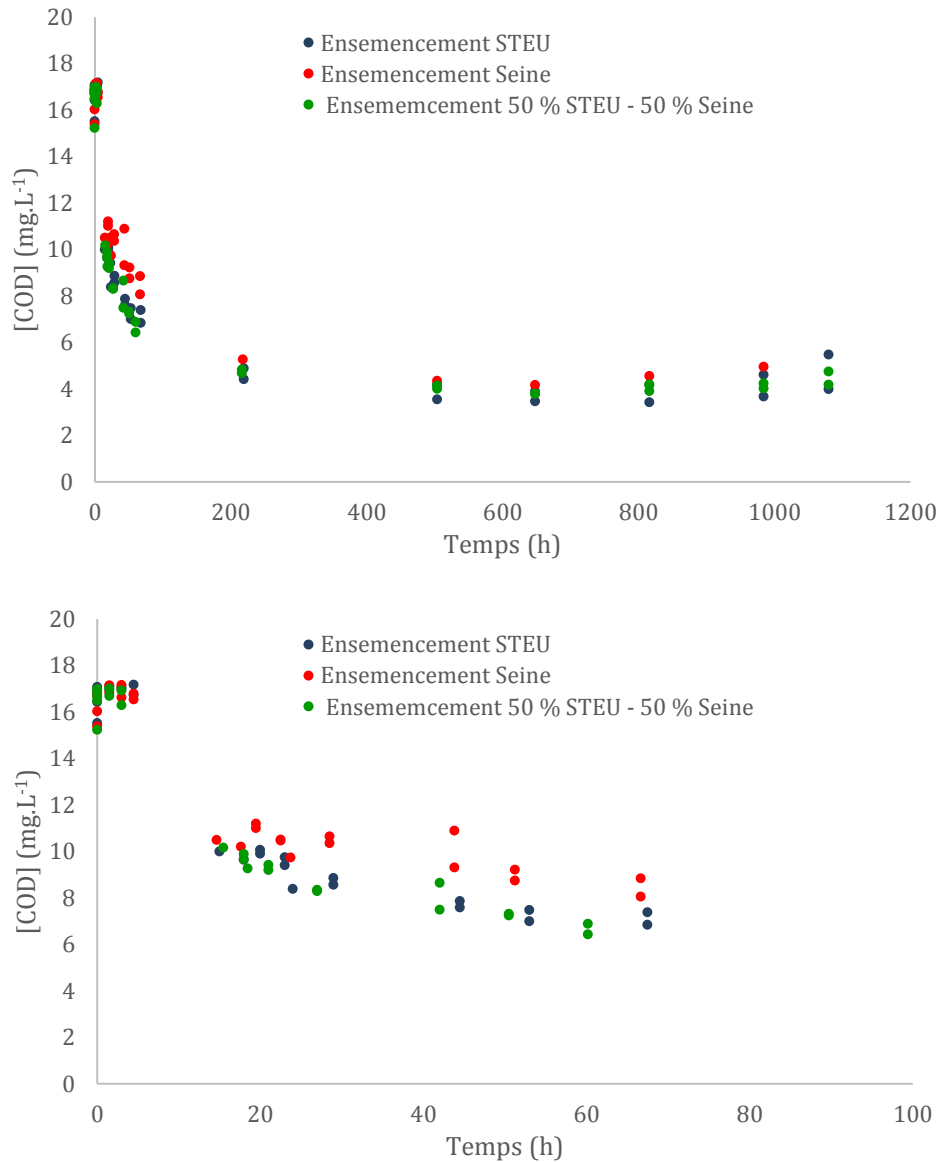 20
18
16
14
12
10
8
6
4
2
0
[COD] (mg.L-1)
Ensemencement STEU
Ensemencement Seine
Ensememcement 50 % STEU - 50 % Seine
0 200 400 600 800 1000 1200
Temps (h)
20
18
16
14
12
10
8
6
4
2
0
[COD] (mg.L-1)
Ensemencement STEU
Ensemencement Seine
Ensememcement 50 % STEU - 50 % Seine
0 20 40 60 80 100
Temps (h)